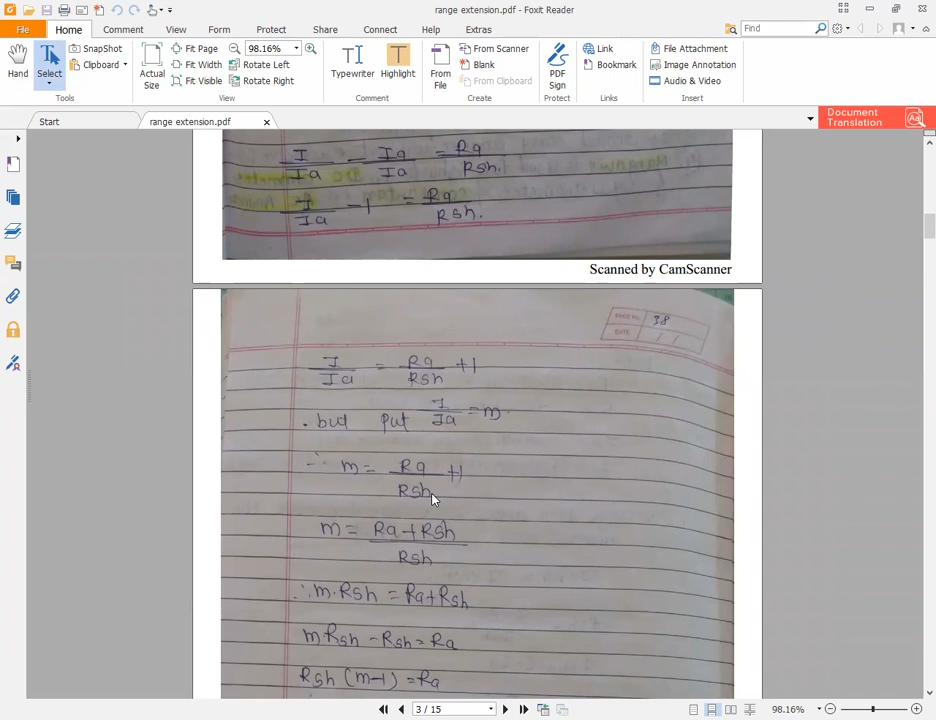 range extension.pdf - Foxit Reader
File Home Comment View Form Protect Share Connect Help Extras Find
Hand Select SnapShot Clipboard Actual Size Fit Page Fit Width Fit Visible 98.16% Rotate Left Rotate Right Typewriter Highlight From File From Scanner Blank From Clipboard PDF Sign Link Bookmark File Attachment Image Annotation Audio & Video
Tools View Comment Create Protect Links Insert
Start range extension.pdf Document Translation
I/Ia - Ia/Ia = Ra/Rsh.
I/Ia - 1 = Ra/Rsh.
Scanned by CamScanner
PAGE No. 38
DATE / /
I/Ia = Ra/Rsh + 1
. but put I/Ia = m.
∴ m = Ra/Rsh + 1
m = Ra+Rsh/Rsh
∴ m.Rsh = Ra+Rsh
mRsh - Rsh = Ra
Rsh (m-1) = Ra
3 / 15 98.16%